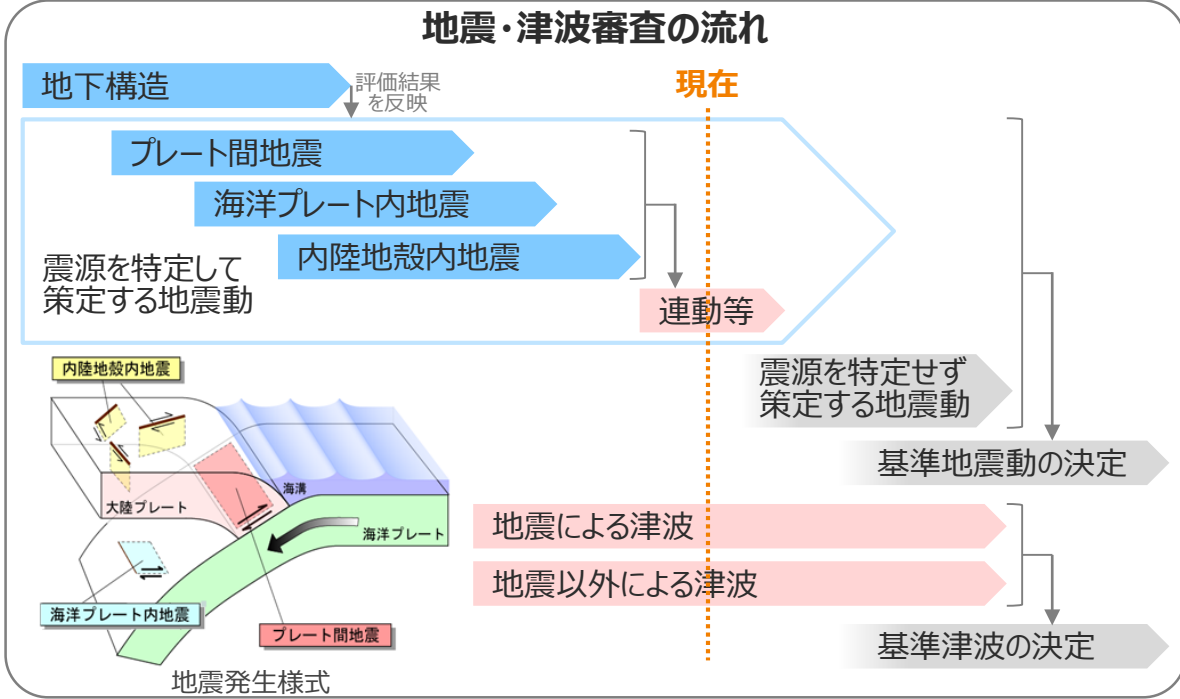 地震・津波審査の流れ
地下構造
評価結果
を反映
現在
プレート間地震
海洋プレート内地震
内陸地殻内地震
震源を特定して
策定する地震動
連動等
震源を特定せず
策定する地震動
基準地震動の決定
内陸地殻内地震
海溝
大陸プレート
海洋プレート
海洋プレート内地震
プレート間地震
地震発生様式
地震による津波
地震以外による津波
基準津波の決定